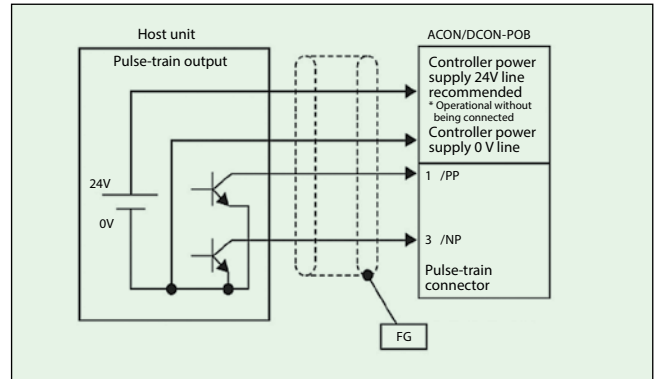 Host unit
Pulse-train output
24V
0V
ACON/DCON-POB
Controller power
supply 24V line
recommended
* Operational without
being connected
Controller power
supply 0 V line
1 /PP
3 /NP
Pulse-train
connector
FG